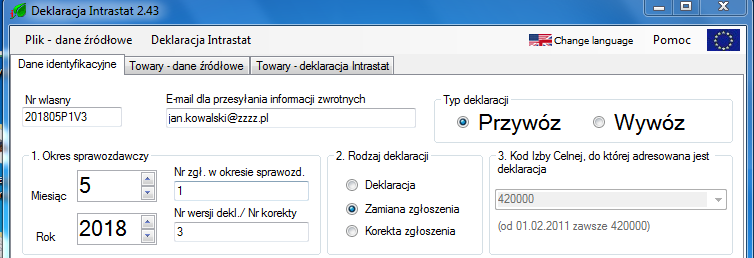 Deklaracja Intrastat 2.43
Plik - dane źródłowe Deklaracja Intrastat Change language Pomoc
Dane identyfikacyjne Towary - dane źródłowe Towary - deklaracja Intrastat
Nr wlasny E-mail dla przesyłania informacji zwrotnych Typ deklaracji
201805P1V3 jan.kowalski@zzzz.pl Przywóz Wywóz
1. Okres sprawozdawczy
Miesiąc 5
Rok 2018
Nr zgł. w okresie sprawozd.
1
Nr wersji dekl./ Nr korekty
3
2. Rodzaj deklaracji
Deklaracja
Zamiana zgłoszenia
Korekta zgłoszenia
3. Kod Izby Celnej, do której adresowana jest
deklaracja
420000
(od 01.02.2011 zawsze 420000)